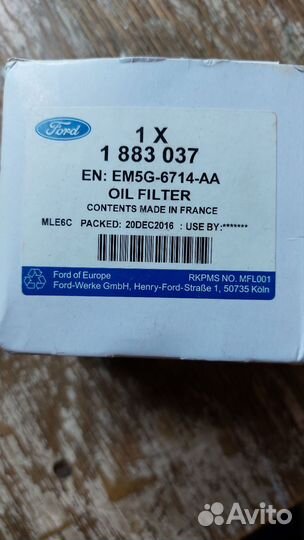 Ford
1 X
1 883 037
EN: EM5G-6714-AA
OIL FILTER
CONTENTS MADE IN FRANCE
MLE6C PACKED: 20DEC2016 : USE BY:*******
Ford of Europe RKPMS NO. MFL001
Ford-Werke GmbH, Henry-Ford-Straße 1, 50735 Köln
Avito